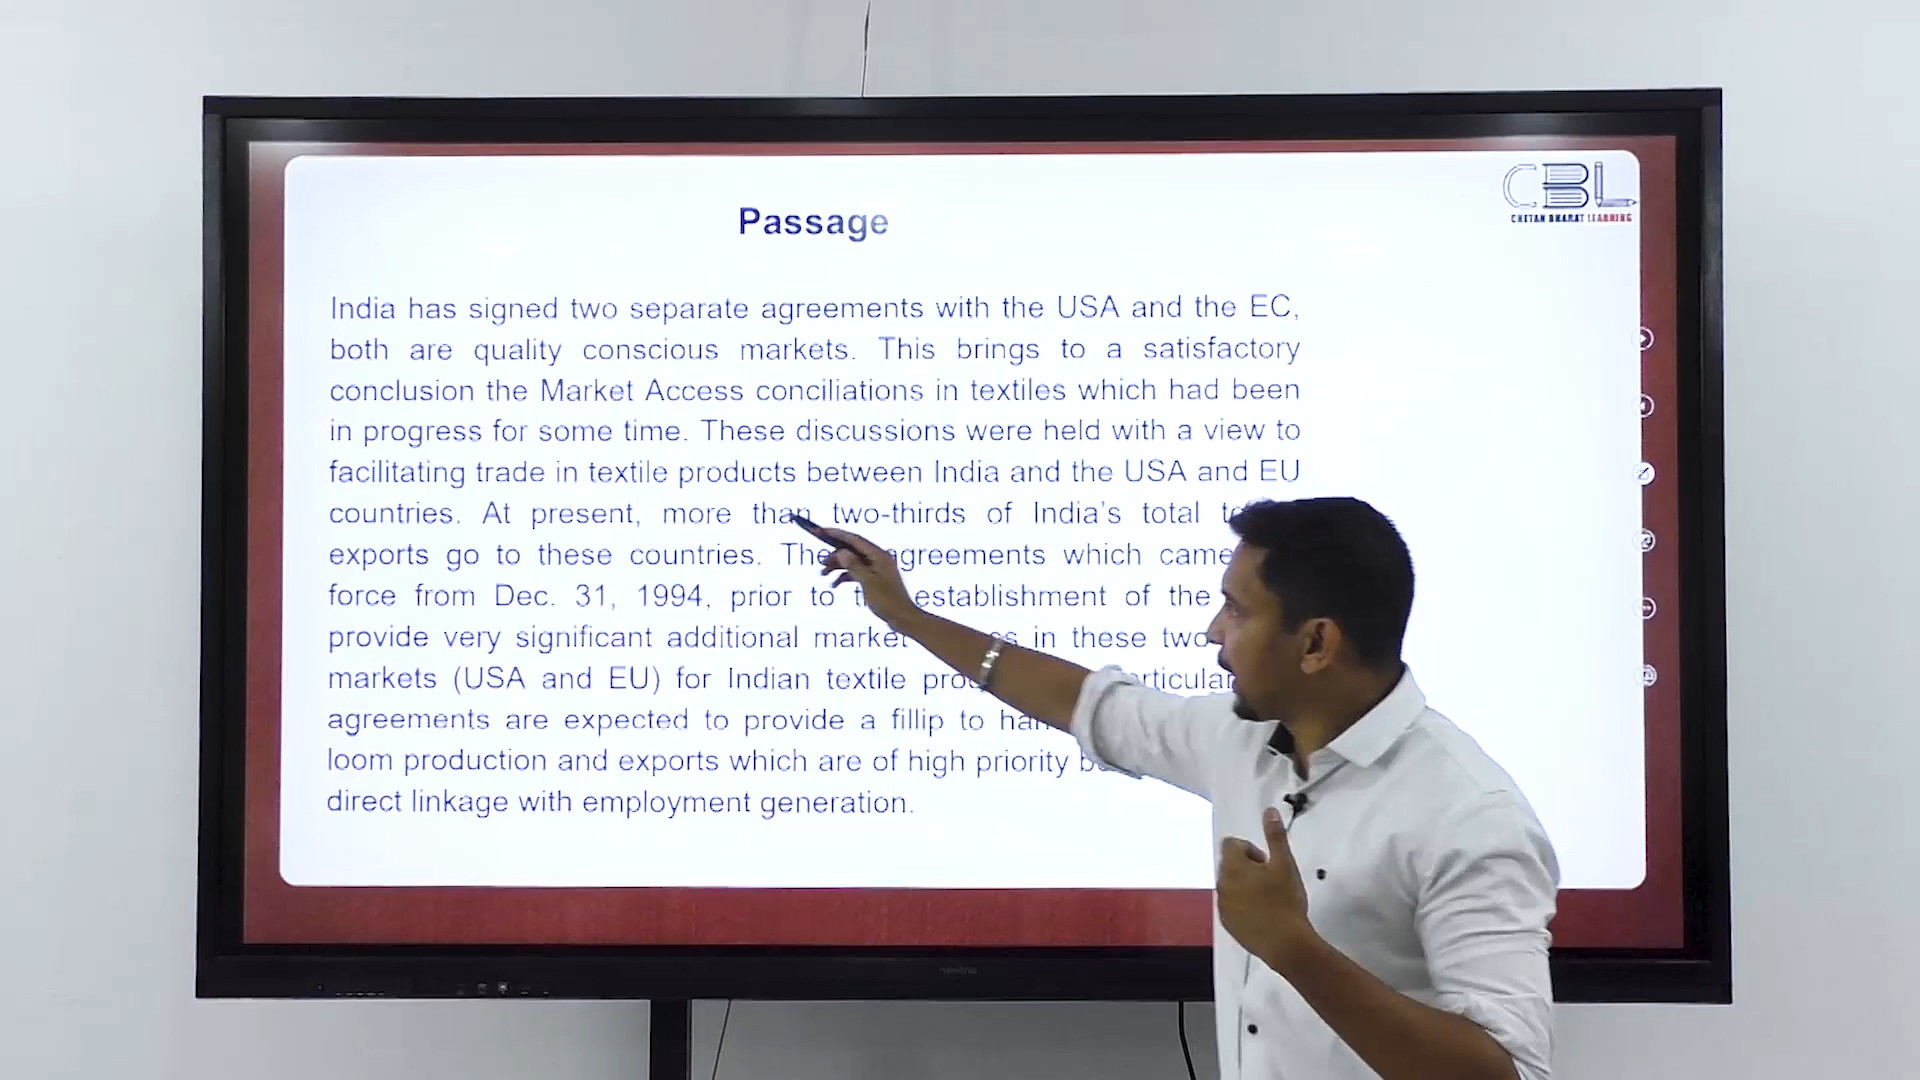 CBL
CHETAN BHARAT LEARNING
Passage
India has signed two separate agreements with the USA and the EC,
both are quality conscious markets. This brings to a satisfactory
conclusion the Market Access conciliations in textiles which had been
in progress for some time. These discussions were held with a view to
facilitating trade in textile products between India and the USA and EU
countries. At present, more than two-thirds of India's total
exports go to these countries. agreements which came
force from Dec. 31, 1994, prior to establishment of the
provide very significant additional market in these two
markets (USA and EU) for Indian textile
agreements are expected to provide a fillip to
loom production and exports which are of high priority
direct linkage with employment generation.